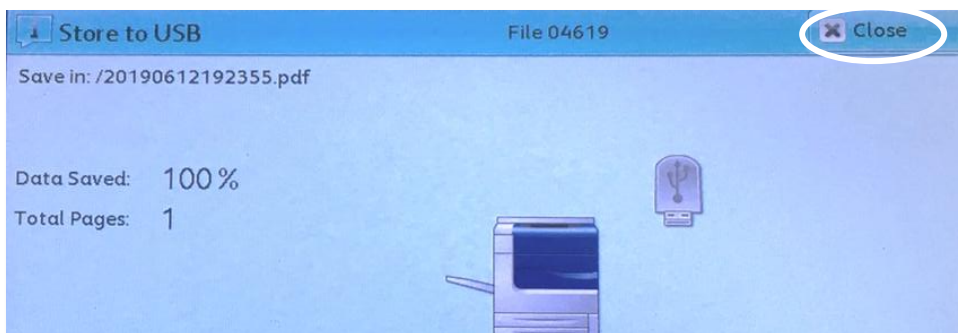 Store to USB
File 04619
Close
Save in: /20190612192355.pdf
Data Saved: 100%
Total Pages: 1